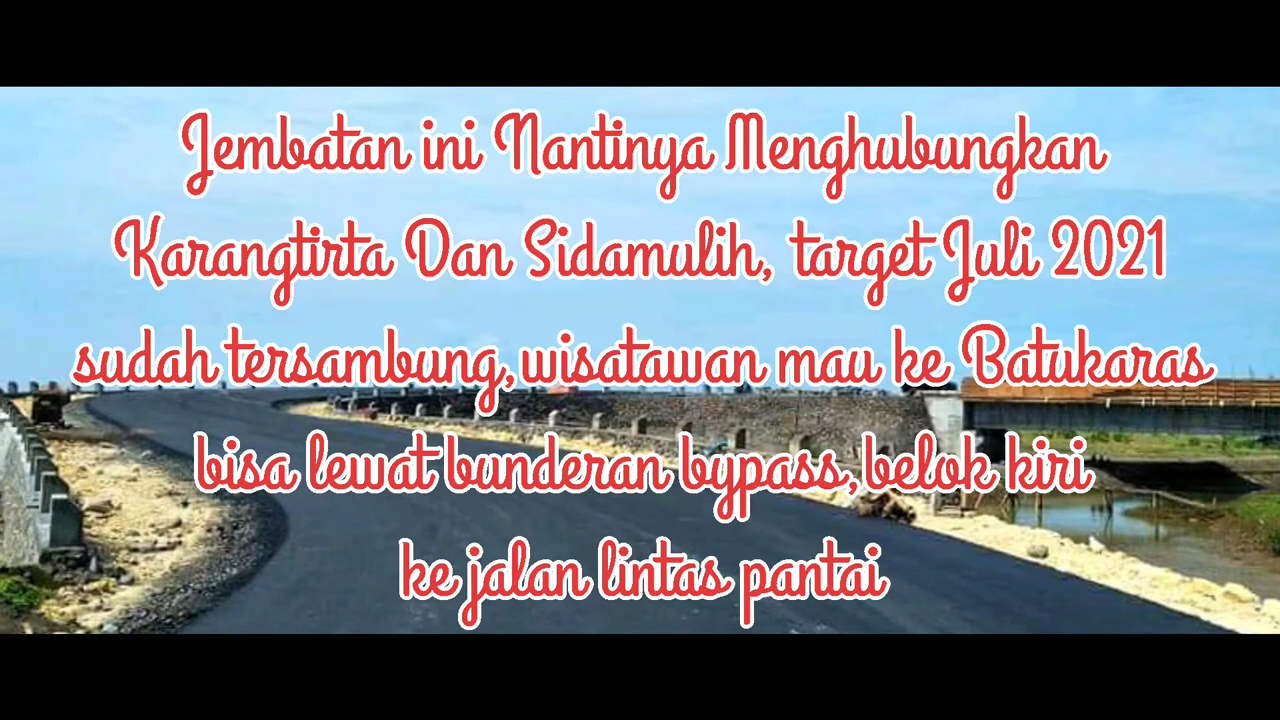 Jembatan ini Nantinya Menghubungkan
Karangtirta Dan Sidamulih, target Juli 2021
sudah tersambung,wisatawan mau ke Batukaras
bisa lewat bunderan bypass,belok kiri
ke jalan lintas pantai